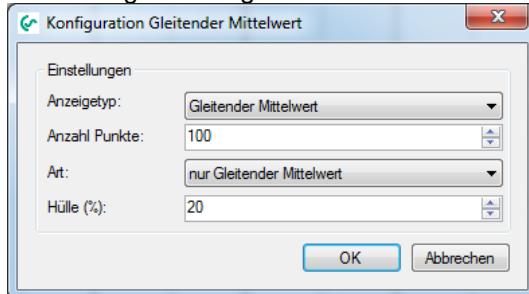 Konfiguration Gleitender Mittelwert
Einstellungen
Anzeigetyp: Gleitender Mittelwert
Anzahl Punkte: 100
Art: nur Gleitender Mittelwert
Hülle (%): 20
OK Abbrechen